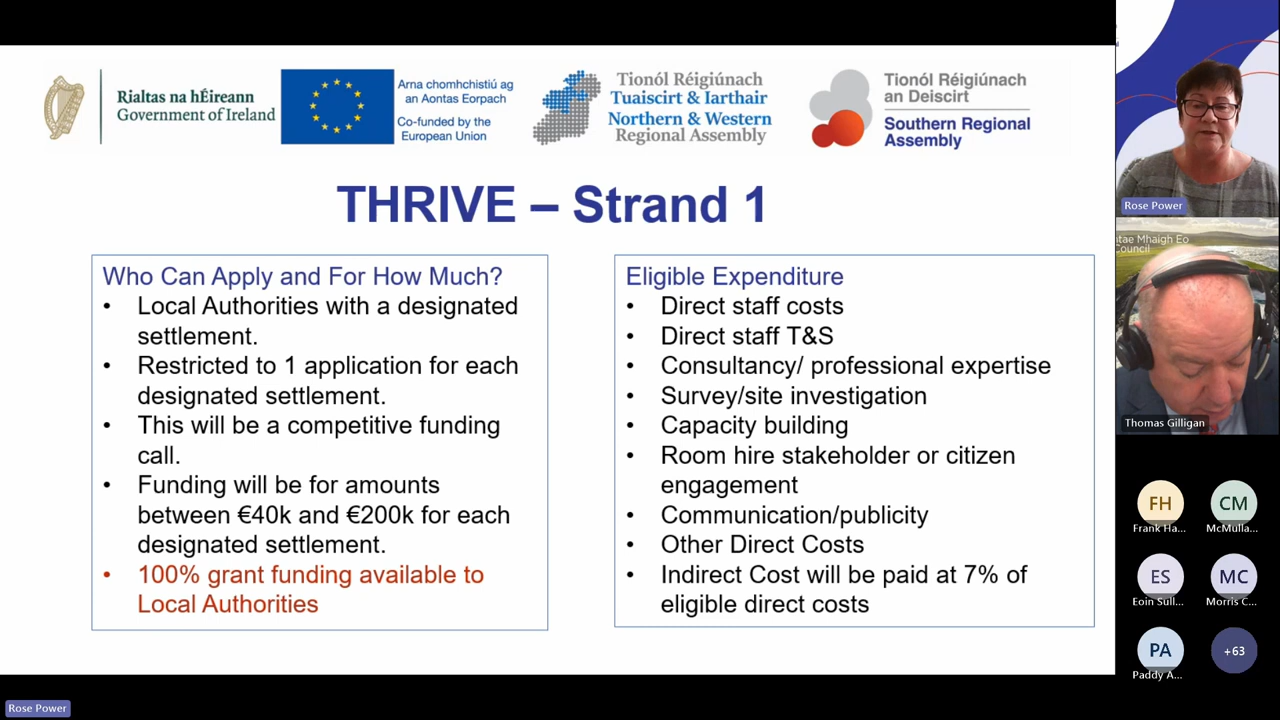 Rialtas na hÉireann
Government of Ireland
Arna chomhchistiú ag
an Aontas Eorpach
Co-funded by the
European Union
Tionól Réigiúnach
Tuaiscirt & Iarthair
Northern & Western
Regional Assembly
Tionól Réigiúnach
an Deiscirt
Southern Regional
Assembly
THRIVE – Strand 1
Who Can Apply and For How Much?
• Local Authorities with a designated
settlement.
• Restricted to 1 application for each
designated settlement.
• This will be a competitive funding
call.
• Funding will be for amounts
between €40k and €200k for each
designated settlement.
• 100% grant funding available to
Local Authorities
Eligible Expenditure
• Direct staff costs
• Direct staff T&S
• Consultancy/ professional expertise
• Survey/site investigation
• Capacity building
• Room hire stakeholder or citizen
engagement
• Communication/publicity
• Other Direct Costs
• Indirect Cost will be paid at 7% of
eligible direct costs
Rose Power
ntae Mhaigh Eo
Council
Thomas Gilligan
FH
Frank Ha...
CM
McMulla...
ES
Eoin Sull...
MC
Morris C...
PA
Paddy A...
+63
Rose Power